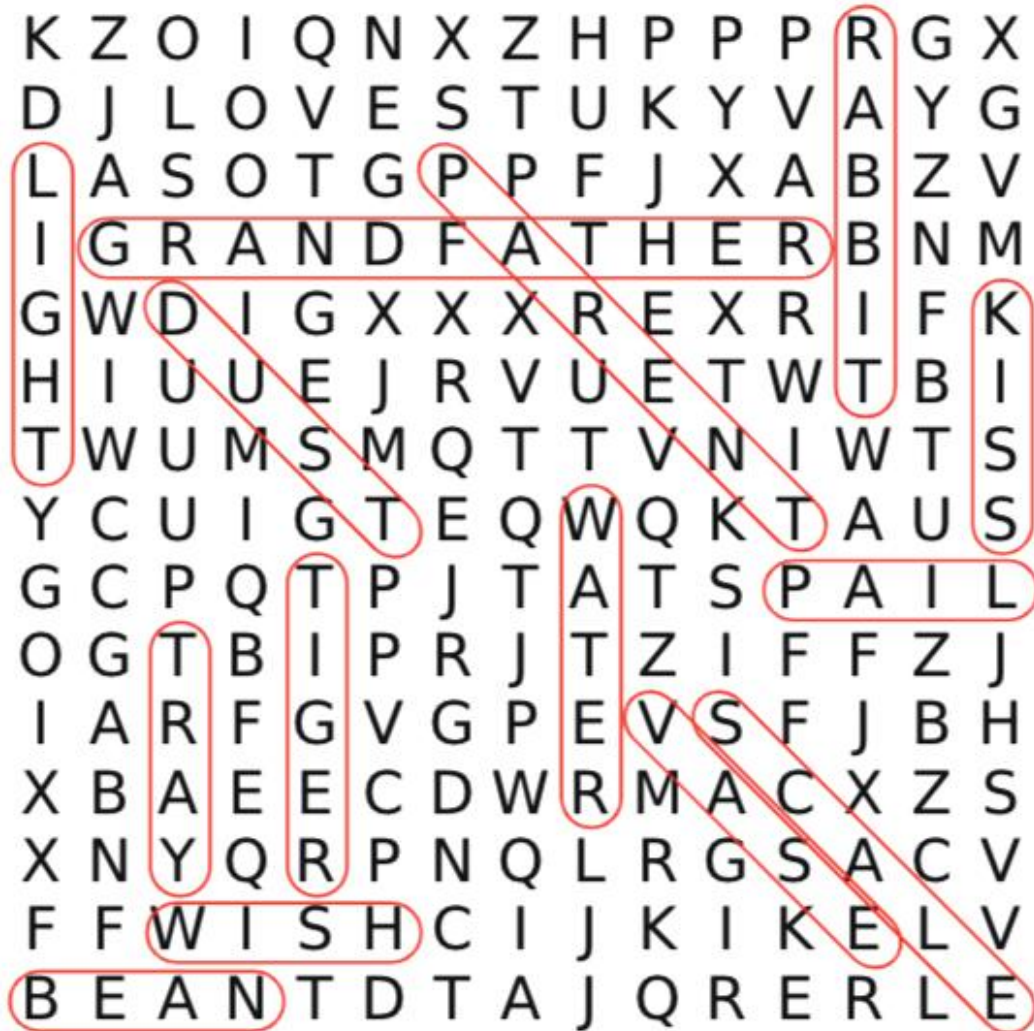 K Z O I Q N X Z H P P P R G X
D J L O V E S T U K Y V A Y G
L A S O T G P P F J X A B Z V
I G R A N D F A T H E R B N M
G W D I G X X X R E X R I F K
H I U U E J R V U E T W T B I
T W U M S M Q T T V N I W T S
Y C U I G T E Q W Q K T A U S
G C P Q T P J T A T S P A I L
O G T B I P R J T Z I F F Z J
I A R F G V G P E V S F J B H
X B A E E C D W R M A C X Z S
X N Y Q R P N Q L R G S A C V
F F W I S H C I J K I K E L V
B E A N T D T A J Q R E R L E